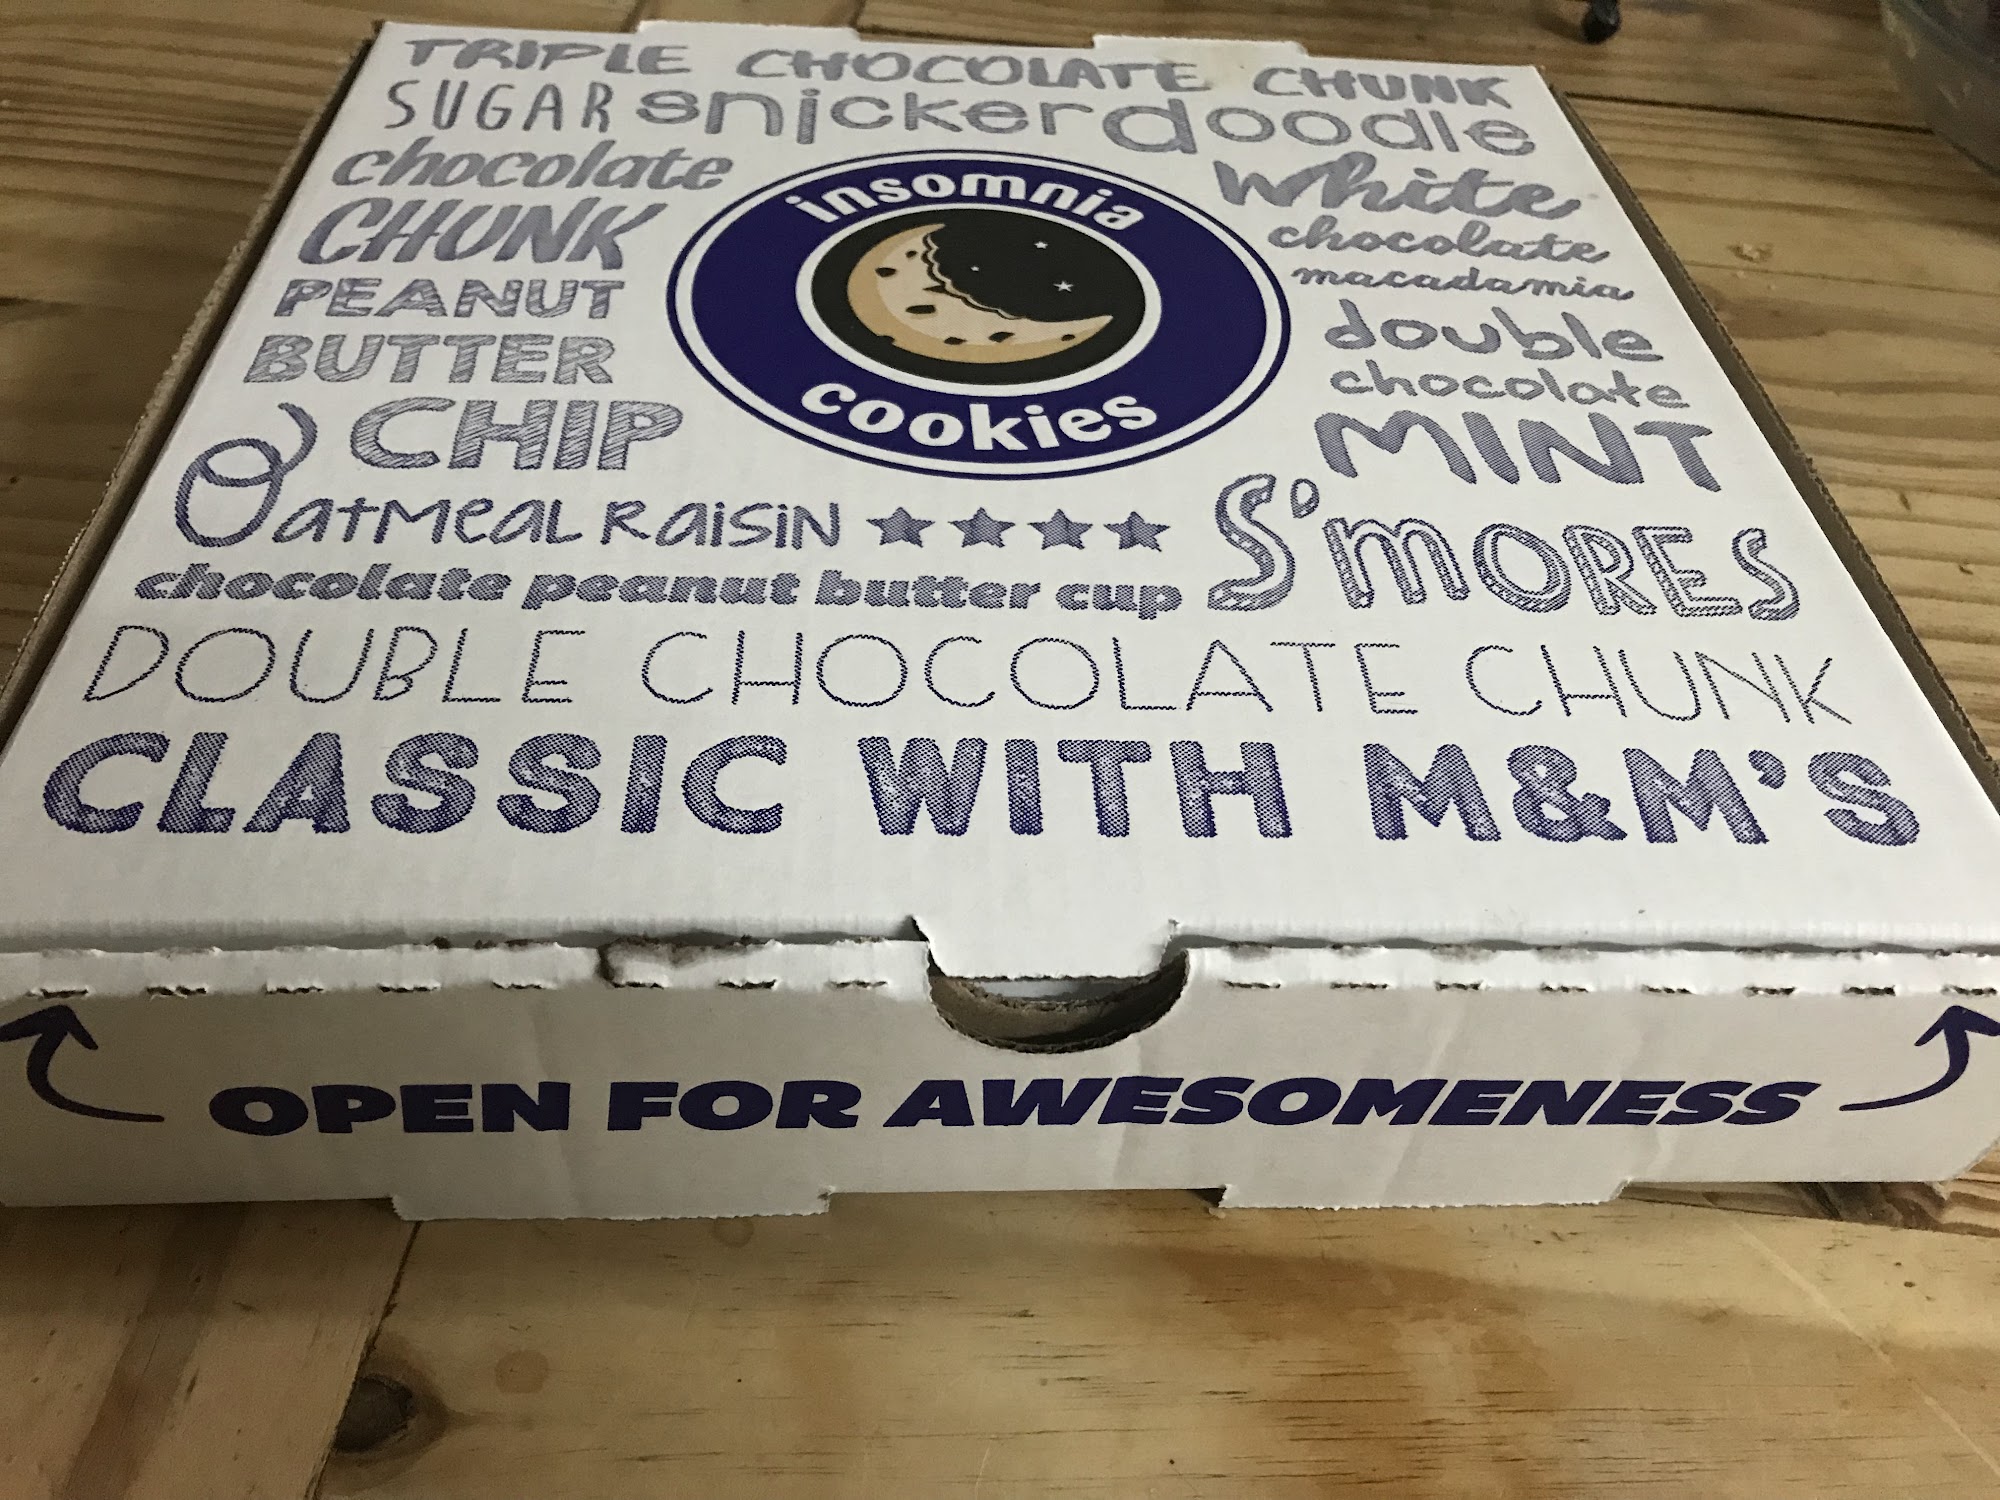 TRIPLE CHOCOLATE CHUNK
SUGAR snickerdoodle
chocolate
CHUNK
PEANUT
BUTTER
CHIP
insomnia
cookies
White
chocolate
macadamia
double
chocolate
MINT
Oatmeal Raisin
S'mores
chocolate peanut butter cup
DOUBLE CHOCOLATE CHUNK
CLASSIC WITH M&M'S
OPEN FOR AWESOMENESS